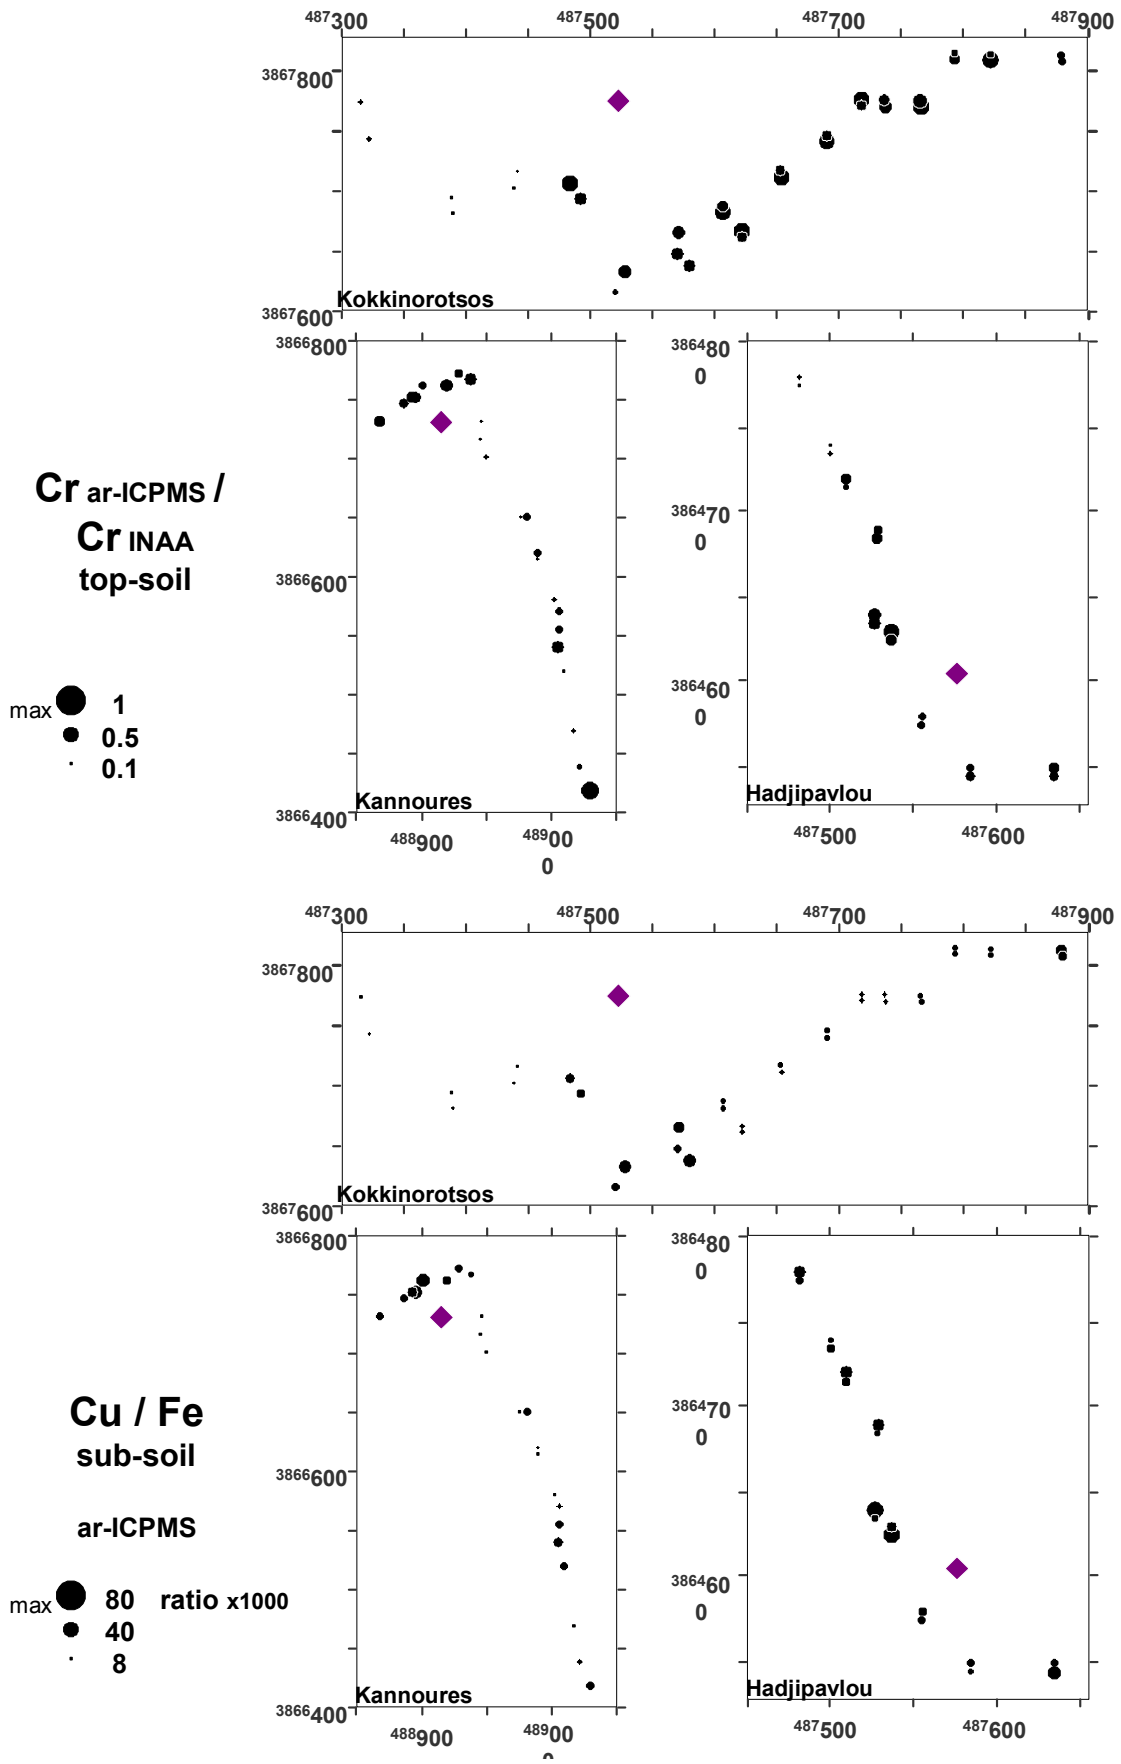 487300 487500 487700 487900
3867800
Kokkinorotsos
3867600
3866800
386480
0
Cr ar-ICPMS /
Cr INAA
top-soil
386470
0
3866600
max 1
0.5
0.1
386460
0
Kannoures
Hadjipavlou
3866400
488900 48900
0
487500 487600
487300 487500 487700 487900
3867800
Kokkinorotsos
3867600
3866800
386480
0
Cu / Fe
sub-soil
386470
0
3866600
ar-ICPMS
max 80 ratio x1000
40
8
386460
0
Kannoures
Hadjipavlou
3866400
488900 48900
0
487500 487600